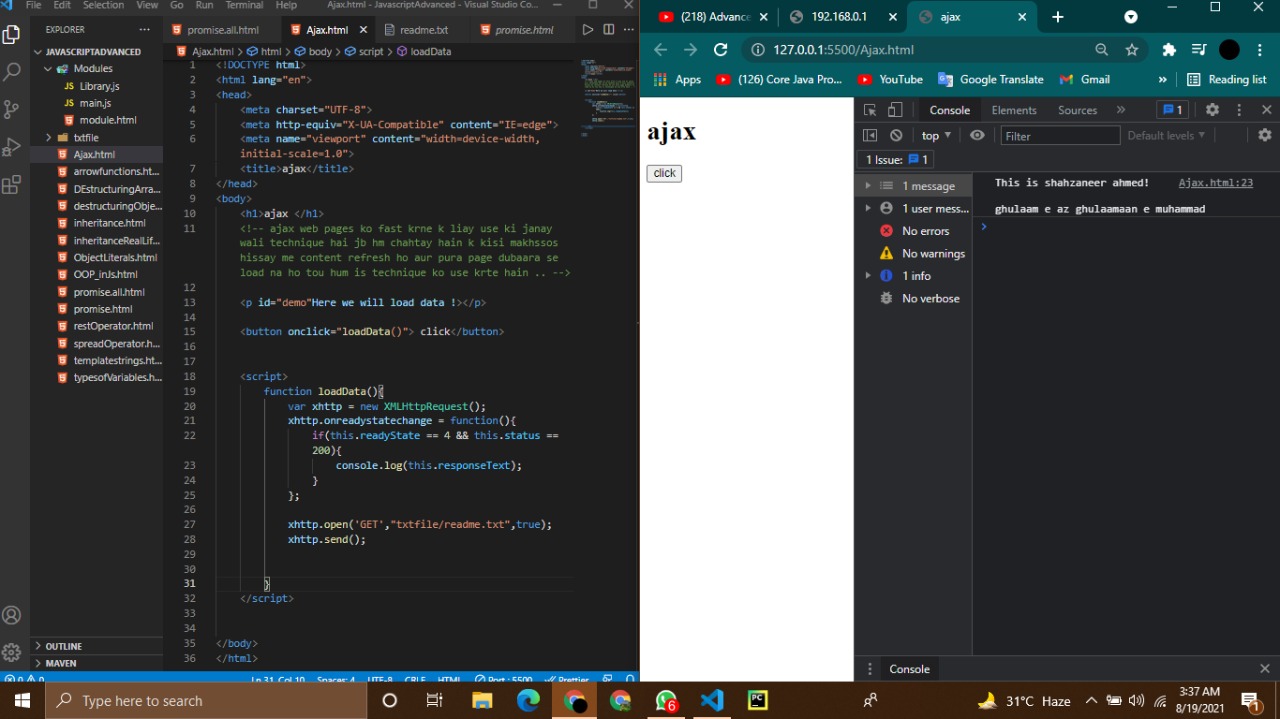 File Edit Selection View Go Run Terminal Help Ajax.html - JavascriptAdvanced - Visual Studio Co...
EXPLORER
JAVASCRIPTADVANCED
Modules
JS Library.js
JS main.js
module.html
txtfile
Ajax.html
arrowfunctions.ht...
DEstructuringArra...
destructuringObje...
inheritance.html
inheritanceRealLif...
ObjectLiterals.html
OOP_inJs.html
promise.all.html
promise.html
restOperator.html
spreadOperator.h...
templatestrings.ht...
typesofVariables.h...
OUTLINE
MAVEN
promise.all.html Ajax.html readme.txt promise.html
Ajax.html > html > body > script > loadData
1 <!DOCTYPE html>
2 <html lang="en">
3 <head>
4 <meta charset="UTF-8">
5 <meta http-equiv="X-UA-Compatible" content="IE=edge">
6 <meta name="viewport" content="width=device-width,
initial-scale=1.0">
7 <title>ajax</title>
8 </head>
9 <body>
10 <h1>ajax </h1>
11 <!-- ajax web pages ko fast krne k liay use ki janay
wali technique hai jb hm chahtay hain k kisi makhssos
hissay me content refresh ho aur pura page dubaara se
load na ho tou hum is technique ko use krte hain .. -->
12
13 <p id="demo"Here we will load data !></p>
14
15 <button onclick="loadData()"> click</button>
16
17
18 <script>
19 function loadData(){
20 var xhttp = new XMLHttpRequest();
21 xhttp.onreadystatechange = function(){
22 if(this.readyState == 4 && this.status ==
200){
23 console.log(this.responseText);
24 }
25 };
26
27 xhttp.open('GET',"txtfile/readme.txt",true);
28 xhttp.send();
29
30
31 }
32 </script>
33
34
35 </body>
36 </html>
0 0 Ln 31, Col 10 Spaces: 4 UTF-8 CRLF HTML Port : 5500 Prettier
(218) Advance 192.168.0.1 ajax
127.0.0.1:5500/Ajax.html
Apps (126) Core Java Pro... YouTube Google Translate Gmail » Reading list
ajax
click
Console Elements Sources » 1
top Filter Default levels
1 Issue: 1
1 message
1 user mess...
No errors
No warnings
1 info
No verbose
This is shahzaneer ahmed! Ajax.html:23
ghulaam e az ghulaamaan e muhammad
Console
Type here to search
6
PC
31°C Haze
3:37 AM
8/19/2021
1